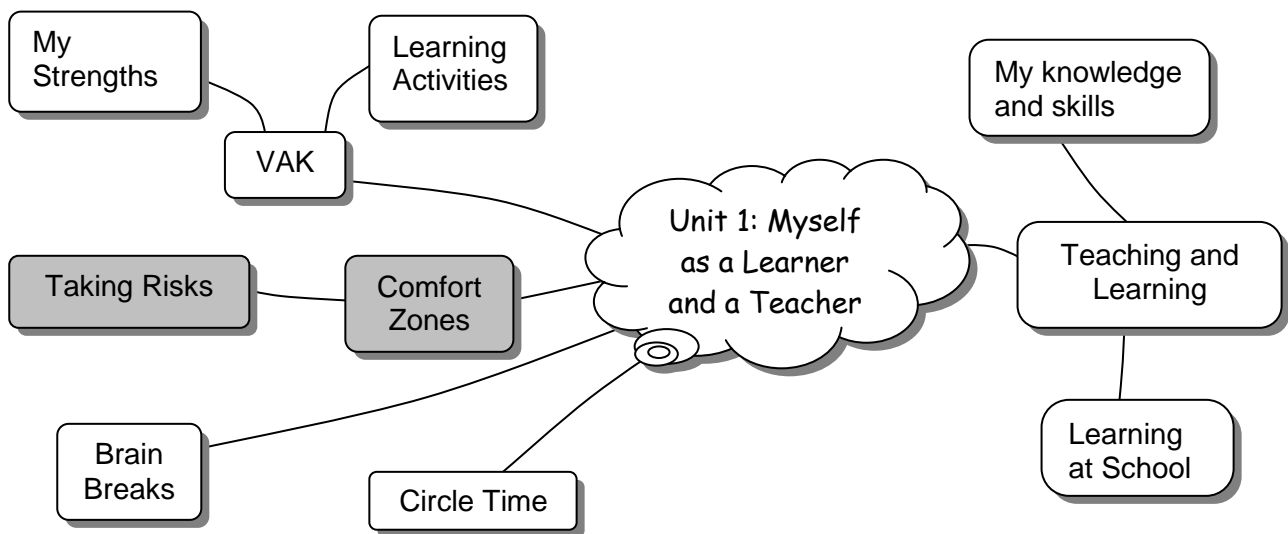 My
Strengths
Learning
Activities
VAK
Taking Risks
Comfort
Zones
Brain
Breaks
Circle Time
Unit 1: Myself
as a Learner
and a Teacher
My knowledge
and skills
Teaching and
Learning
Learning
at School